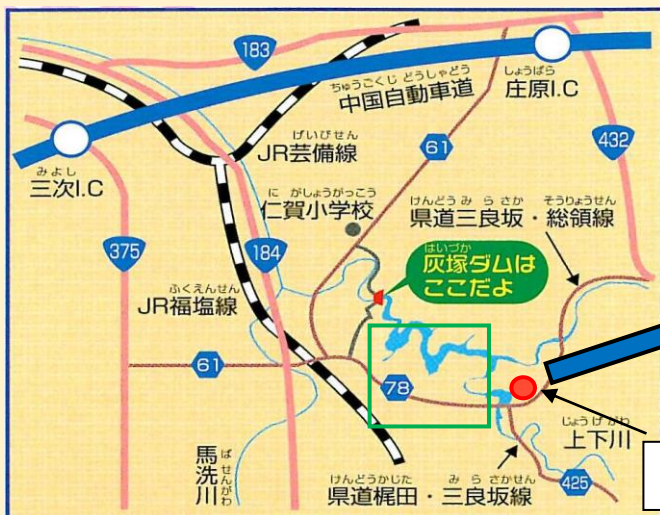 183
ちゅうごくじどうしゃどう
中国自動車道
しょうばら
庄原I.C
みよし
三次I.C
げいびせん
JR芸備線
61
432
にがしょうがっこう
仁賀小学校
けんどうみらさか そうりょうせん
県道三良坂・総領線
375
184
はいづか
灰塚ダムは
ここだよ
ふくえんせん
JR福塩線
61
78
じょうげがわ
上下川
ばせんがわ
馬洗川
けんどうかじた みらさかせん
県道梶田・三良坂線
425